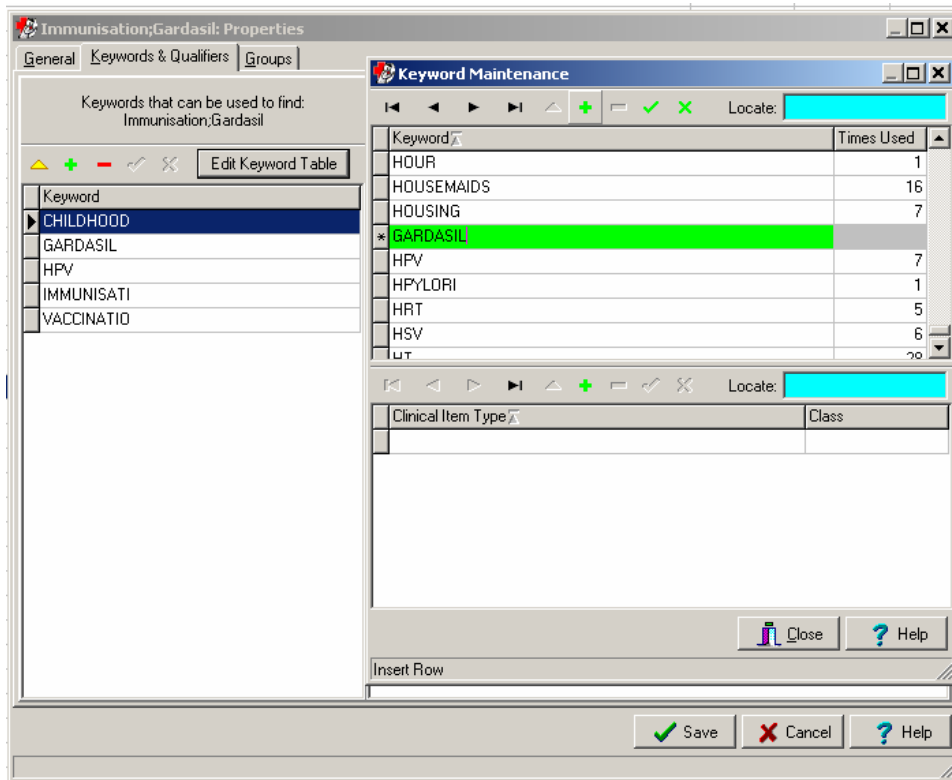 Immunisation;Gardasil: Properties
General Keywords & Qualifiers Groups
Keywords that can be used to find:
Immunisation;Gardasil
Edit Keyword Table
Keyword
CHILDHOOD
GARDASIL
HPV
IMMUNISATI
VACCINATIO
Keyword Maintenance
Locate:
Keyword Times Used
HOUR 1
HOUSEMAIDS 16
HOUSING 7
* GARDASIL
HPV 7
HPYLORI 1
HRT 5
HSV 6
HT 28
Locate:
Clinical Item Type Class
Close Help
Insert Row
Save Cancel Help